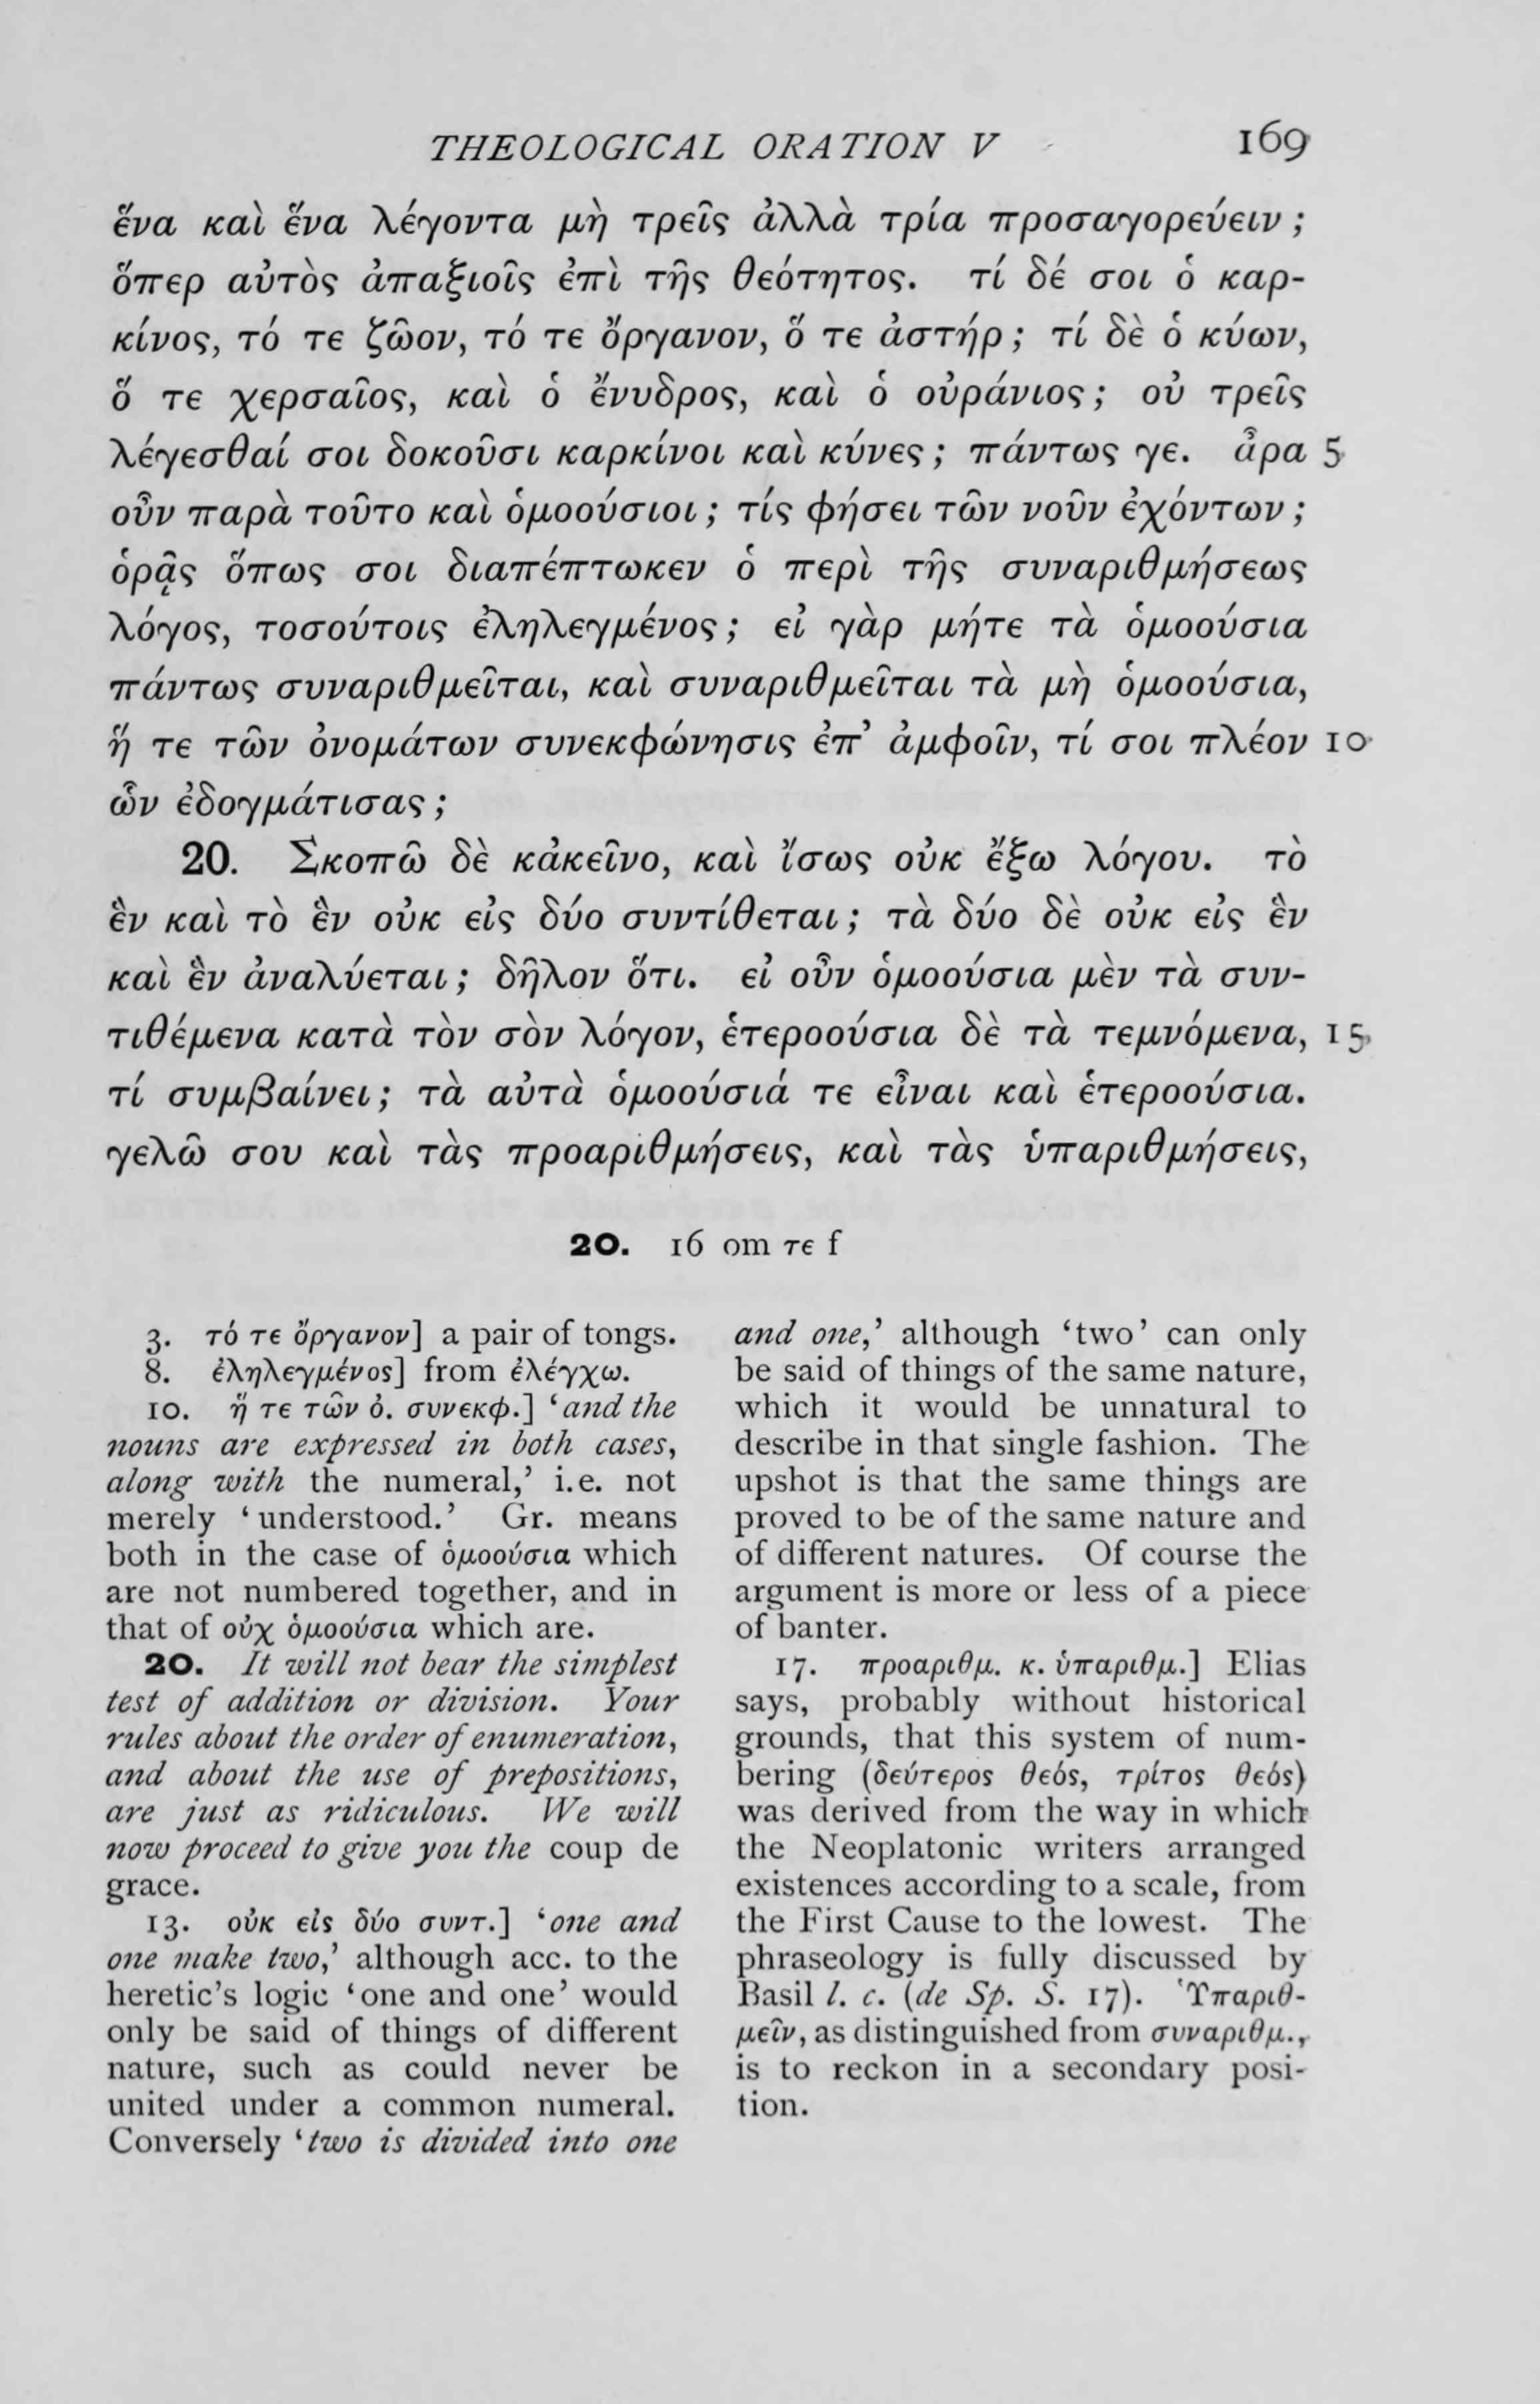 THEOLOGICAL ORATION V 169
ἕνα καὶ ἕνα λέγοντα μὴ τρεῖς ἀλλὰ τρία προσαγορεύειν;
ὅπερ αὐτὸς ἀπαξιοῖς ἐπὶ τῆς θεότητος. τί δέ σοι ὁ καρ-
κίνος, τό τε ζῶον, τό τε ὄργανον, ὅ τε ἀστήρ; τί δὲ ὁ κύων,
ὅ τε χερσαῖος, καὶ ὁ ἔνυδρος, καὶ ὁ οὐράνιος; οὐ τρεῖς
λέγεσθαί σοι δοκοῦσι καρκίνοι καὶ κύνες; πάντως γε. ἆρα 5
οὖν παρὰ τοῦτο καὶ ὁμοούσιοι; τίς φήσει τῶν νοῦν ἐχόντων;
ὁρᾷς ὅπως σοι διαπέπτωκεν ὁ περὶ τῆς συναριθμήσεως
λόγος, τοσούτοις ἐληλεγμένος; εἰ γὰρ μήτε τὰ ὁμοούσια
πάντως συναριθμεῖται, καὶ συναριθμεῖται τὰ μὴ ὁμοούσια,
ἥ τε τῶν ὀνομάτων συνεκφώνησις ἐπ’ ἀμφοῖν, τί σοι πλέον 10
ὧν ἐδογμάτισας;
20. Σκοπῶ δὲ κἀκεῖνο, καὶ ἴσως οὐκ ἔξω λόγου. τὸ
ἓν καὶ τὸ ἓν οὐκ εἰς δύο συντίθεται; τὰ δύο δὲ οὐκ εἰς ἓν
καὶ ἓν ἀναλύεται; δῆλον ὅτι. εἰ οὖν ὁμοούσια μὲν τὰ συν-
τιθέμενα κατὰ τὸν σὸν λόγον, ἑτεροούσια δὲ τὰ τεμνόμενα, 15
τί συμβαίνει; τὰ αὐτὰ ὁμοούσιά τε εἶναι καὶ ἑτεροούσια.
γελῶ σου καὶ τὰς προαριθμήσεις, καὶ τὰς ὑπαριθμήσεις,
20. 16 om τε f
3. τό τε ὄργανον] a pair of tongs.
8. ἐληλεγμένος] from ἐλέγχω.
10. ἥ τε τῶν ὀ. συνεκφ.] ‘and the
nouns are expressed in both cases,
along with the numeral,’ i.e. not
merely ‘understood.’ Gr. means
both in the case of ὁμοούσια which
are not numbered together, and in
that of οὐχ ὁμοούσια which are.
20. It will not bear the simplest
test of addition or division. Your
rules about the order of enumeration,
and about the use of prepositions,
are just as ridiculous. We will
now proceed to give you the coup de
grace.
13. οὐκ εἰς δύο συντ.] ‘one and
one make two,’ although acc. to the
heretic’s logic ‘one and one’ would
only be said of things of different
nature, such as could never be
united under a common numeral.
Conversely ‘two is divided into one
and one,’ although ‘two’ can only
be said of things of the same nature,
which it would be unnatural to
describe in that single fashion. The
upshot is that the same things are
proved to be of the same nature and
of different natures. Of course the
argument is more or less of a piece
of banter.
17. προαριθμ. κ. ὑπαριθμ.] Elias
says, probably without historical
grounds, that this system of num-
bering (δεύτερος θεός, τρίτος θεός)
was derived from the way in which
the Neoplatonic writers arranged
existences according to a scale, from
the First Cause to the lowest. The
phraseology is fully discussed by
Basil l. c. (de Sp. S. 17). Ὑπαριθ-
μεῖν, as distinguished from συναριθμ.,
is to reckon in a secondary posi-
tion.